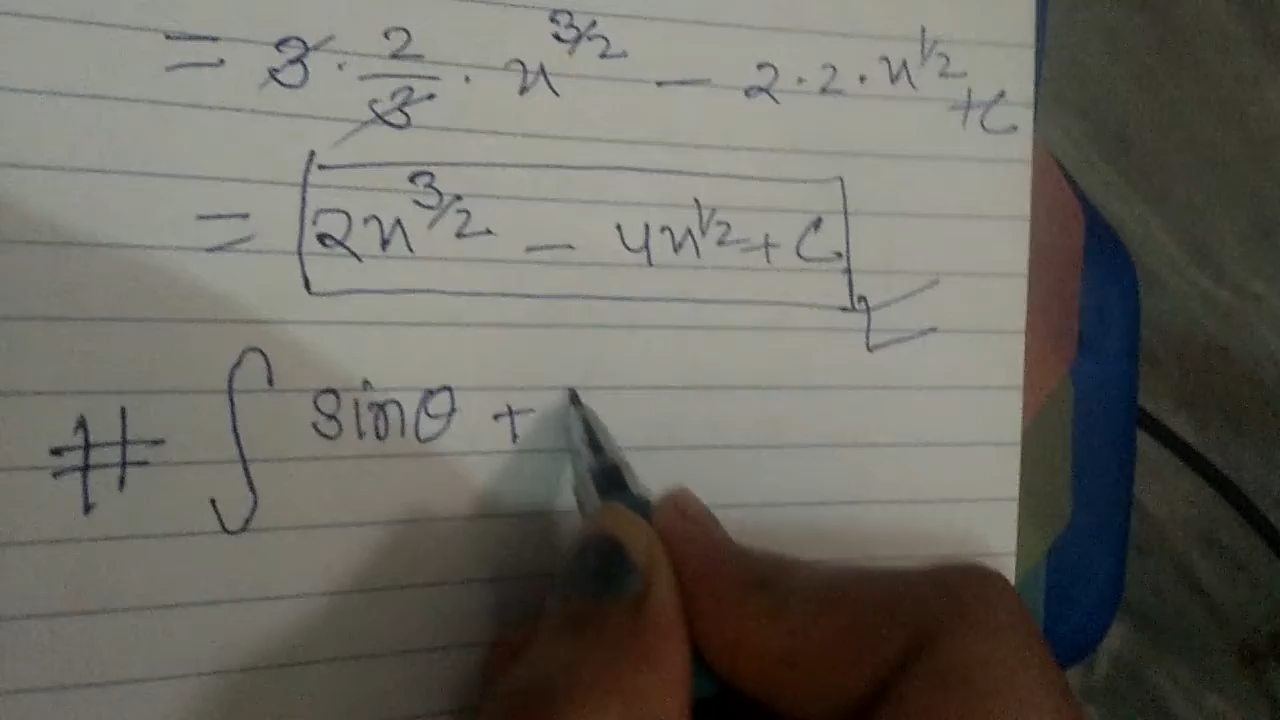 = 3 · 2/3 · x^3/2 − 2·2·x^1/2 + C
= 2x^3/2 − 4x^1/2 + C
# ∫ sinθ +